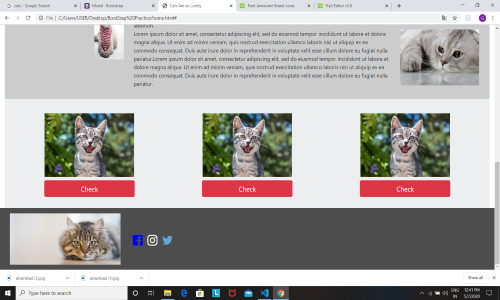 cats - Google Search
Modal · Bootstrap
Cats Are so Lovely
Font Awesome Brand Icons
Tryit Editor v3.6
File | C:/Users/USER/Desktop/BootStrap%20Practice/home.html#
laborum.
Lorem ipsum dolor sit amet, consectetur adipiscing elit, sed do eiusmod tempor incididunt ut labore et dolore
magna aliqua. Ut enim ad minim veniam, quis nostrud exercitation ullamco laboris nisi ut aliquip ex ea
commodo consequat. Duis aute irure dolor in reprehenderit in voluptate velit esse cillum dolore eu fugiat nulla
pariatur.Lorem ipsum dolor sit amet, consectetur adipiscing elit, sed do eiusmod tempor incididunt ut labore et
dolore magna aliqua. Ut enim ad minim veniam, quis nostrud exercitation ullamco laboris nisi ut aliquip ex ea
commodo consequat. Duis aute irure dolor in reprehenderit in voluptate velit esse cillum dolore eu fugiat nulla
pariatur.
Check
Check
Check
download (2).jpg
download (1).jpg
Show all
Type here to search
ENG
12:41 PM
IN
5/7/2020